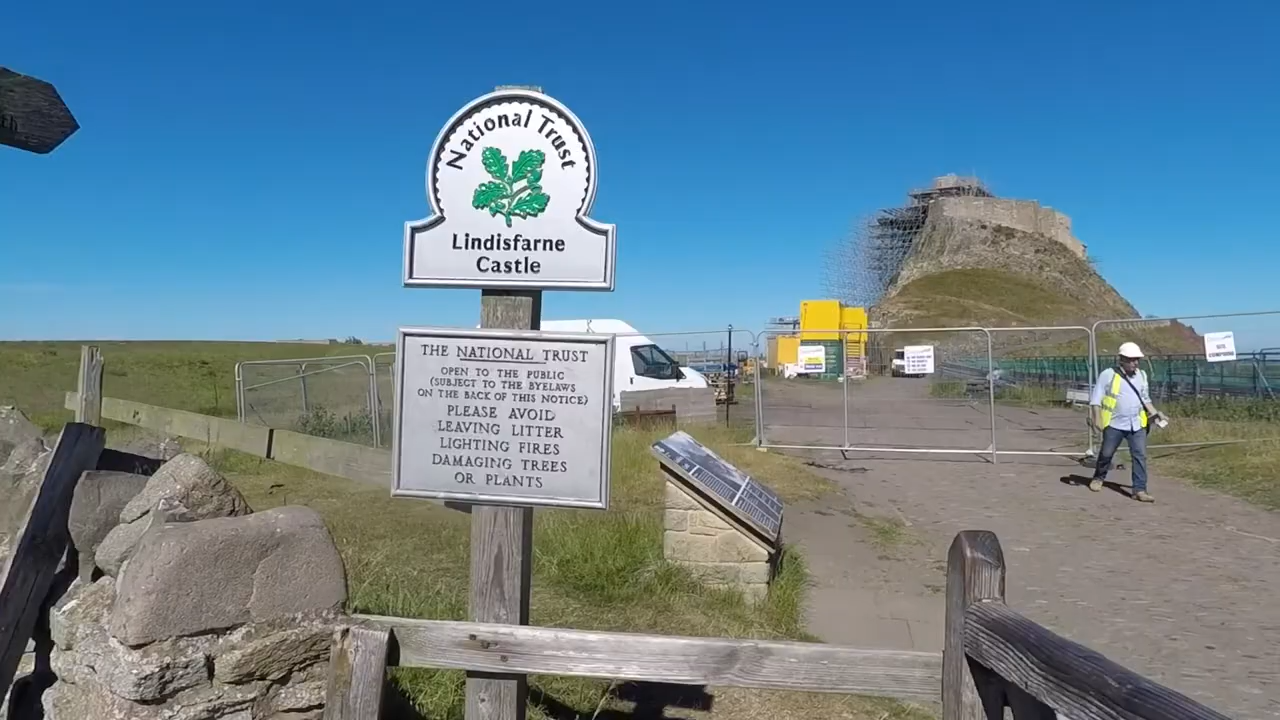 National Trust
Lindisfarne
Castle
THE NATIONAL TRUST
OPEN TO THE PUBLIC
(SUBJECT TO THE BYELAWS
ON THE BACK OF THIS NOTICE)
PLEASE AVOID
LEAVING LITTER
LIGHTING FIRES
DAMAGING TREES
OR PLANTS